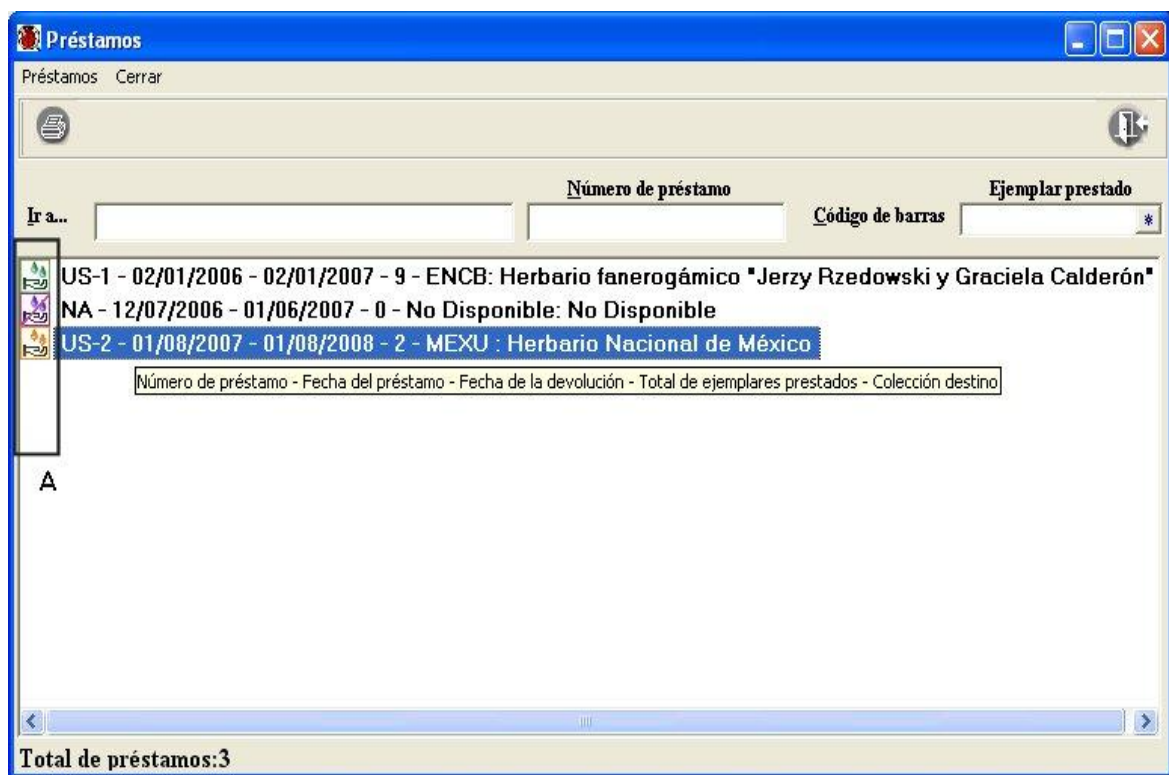 Préstamos
Préstamos Cerrar
Número de préstamo Ejemplar prestado
Ir a... Código de barras *
US-1 - 02/01/2006 - 02/01/2007 - 9 - ENCB: Herbario fanerogámico "Jerzy Rzedowski y Graciela Calderón"
NA - 12/07/2006 - 01/06/2007 - 0 - No Disponible: No Disponible
US-2 - 01/08/2007 - 01/08/2008 - 2 - MEXU : Herbario Nacional de México
Número de préstamo - Fecha del préstamo - Fecha de la devolución - Total de ejemplares prestados - Colección destino
A
Total de préstamos:3